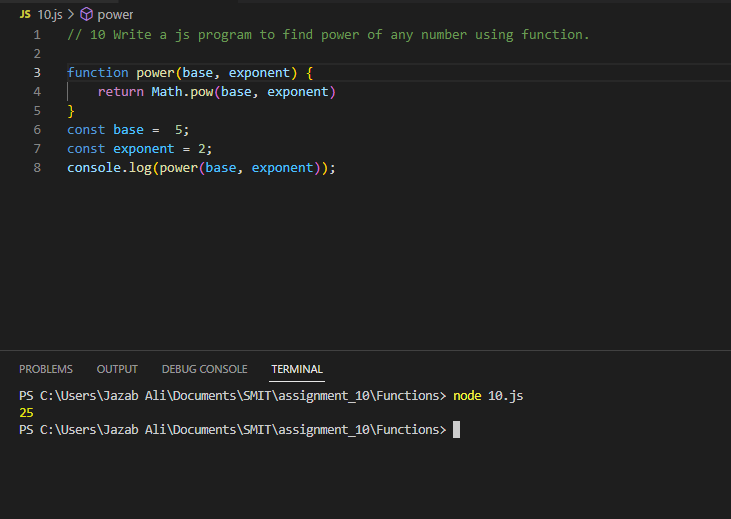 JS 10.js > power
1 // 10 Write a js program to find power of any number using function.
2
3 function power(base, exponent) {
4     return Math.pow(base, exponent)
5 }
6 const base =  5;
7 const exponent = 2;
8 console.log(power(base, exponent));
PROBLEMS OUTPUT DEBUG CONSOLE TERMINAL
PS C:\Users\Jazab Ali\Documents\SMIT\assignment_10\Functions> node 10.js
25
PS C:\Users\Jazab Ali\Documents\SMIT\assignment_10\Functions>